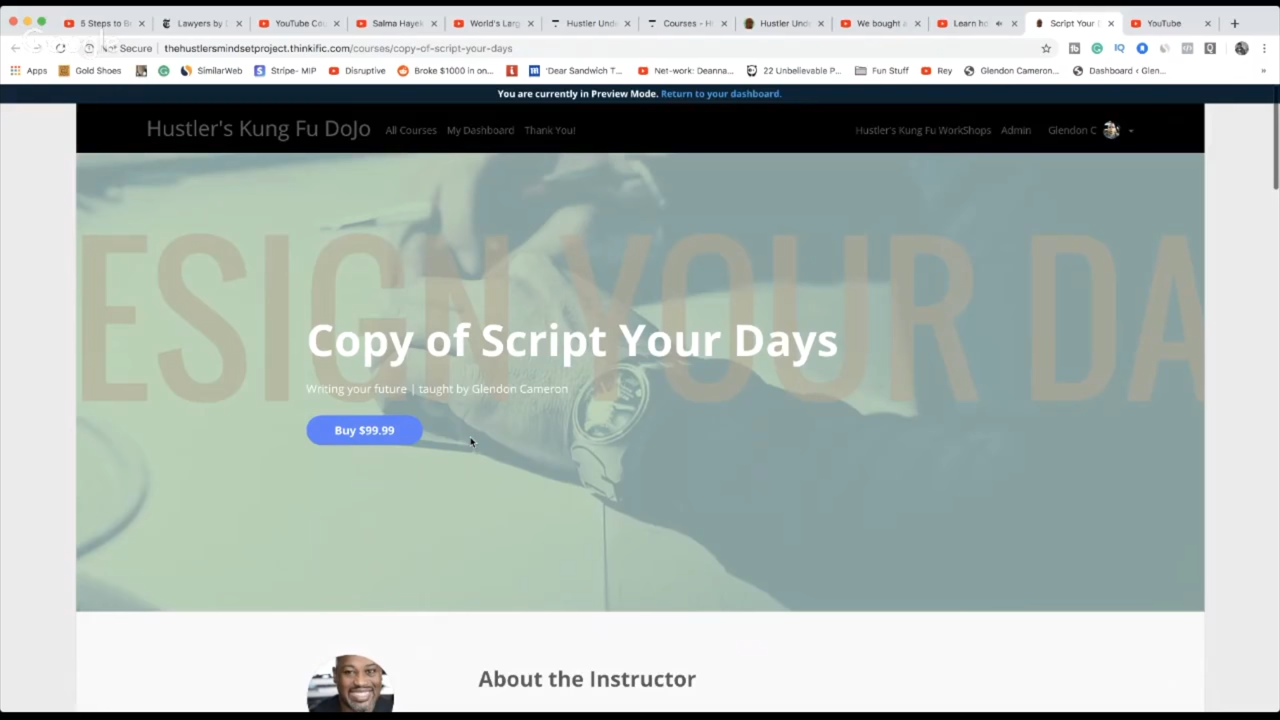 5 Steps to B
Lawyers by
YouTube Co
Salma Hayek
World's Larg
Hustler Und
Courses - H
Hustler Und
We bought a
Learn ho
Script Your
YouTube
Not Secure
thehustlersmindsetproject.thinkific.com/courses/copy-of-script-your-days
Apps
Gold Shoes
SimilarWeb
Stripe- MIP
Disruptive
Broke $1000 in on...
'Dear Sandwich T...
Net-work: Deanna...
22 Unbelievable P...
Fun Stuff
Rey
Glendon Cameron...
Dashboard ‹ Glen...
»
You are currently in Preview Mode. Return to your dashboard.
Hustler's Kung Fu DoJo
All Courses
My Dashboard
Thank You!
Hustler's Kung Fu WorkShops
Admin
Glendon C
ESIGN YOUR DA
Copy of Script Your Days
Writing your future | taught by Glendon Cameron
Buy $99.99
About the Instructor